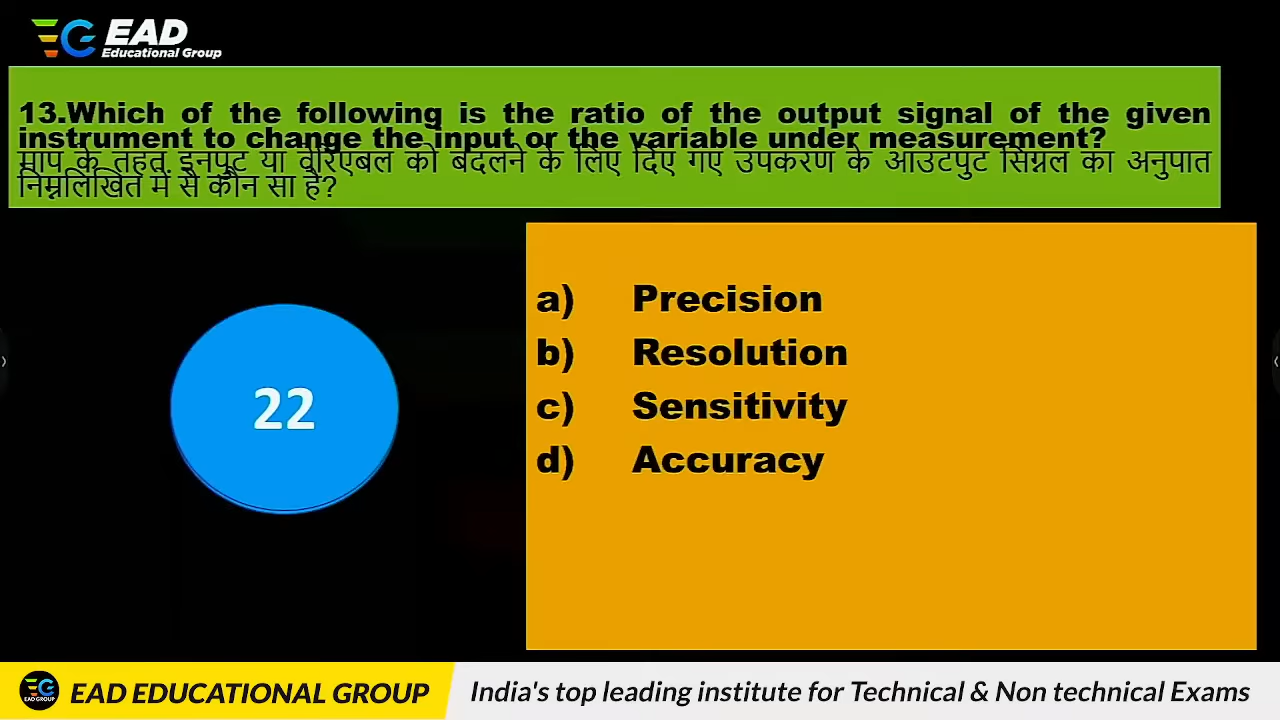 EAD
Educational Group
13.Which of the following is the ratio of the output signal of the given
instrument to change the input or the variable under measurement?
माप के तहत इनपुट या वैरिएबल को बदलने के लिए दिए गए उपकरण के आउटपुट सिग्नल का अनुपात
निम्नलिखित में से कौन सा है?
22
a) Precision
b) Resolution
c) Sensitivity
d) Accuracy
EAD GROUP
EAD EDUCATIONAL GROUP
India's top leading institute for Technical & Non technical Exams